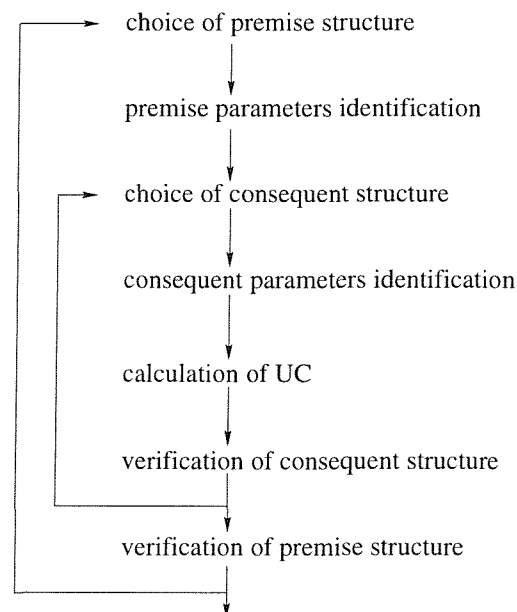 choice of premise structure
premise parameters identification
choice of consequent structure
consequent parameters identification
calculation of UC
verification of consequent structure
verification of premise structure